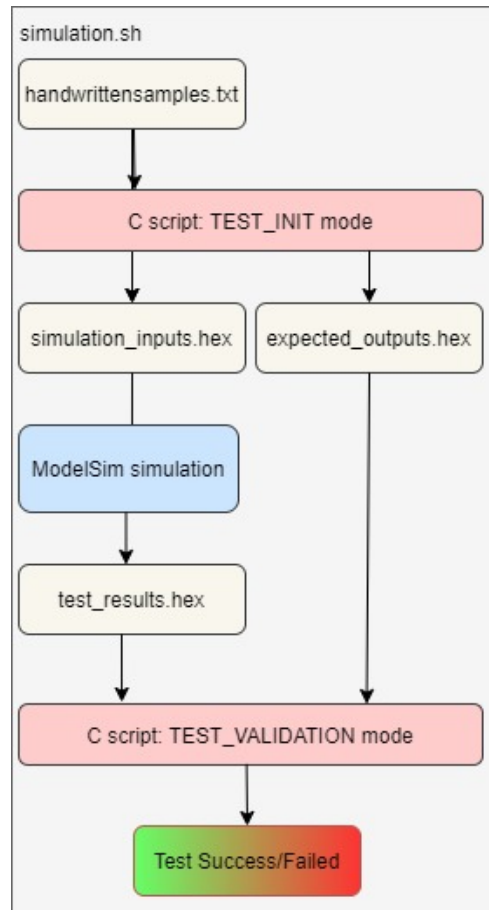 simulation.sh
handwrittensamples.txt
C script: TEST_INIT mode
simulation_inputs.hex
expected_outputs.hex
ModelSim simulation
test_results.hex
C script: TEST_VALIDATION mode
Test Success/Failed